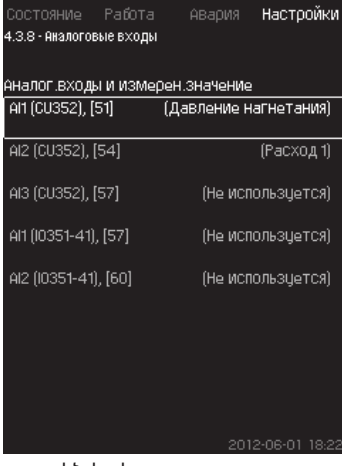 Состояние Работа Авария Настройки
4.3.8 - Аналоговые входы
Аналог.входы и измерен.значение
AI1 (CU352), [51] (Давление нагнетания)
AI2 (CU352), [54] (Расход 1)
AI3 (CU352), [57] (Не используется)
AI1 (IO351-41), [57] (Не используется)
AI2 (IO351-41), [60] (Не используется)
2012-06-01 18:22